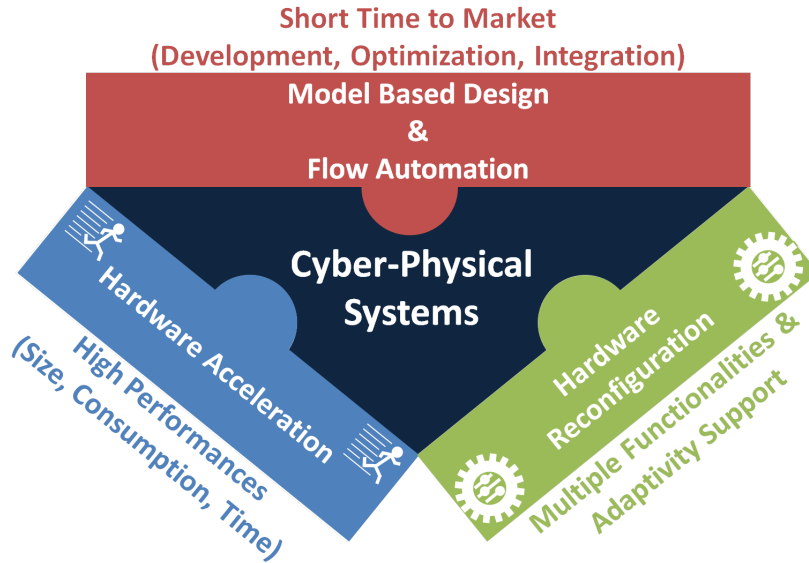 Short Time to Market
(Development, Optimization, Integration)
Model Based Design
&
Flow Automation
Cyber-Physical
Systems
Hardware Acceleration
High Performances
(Size, Consumption, Time)
Hardware
Reconfiguration
Multiple Functionalities &
Adaptivity Support